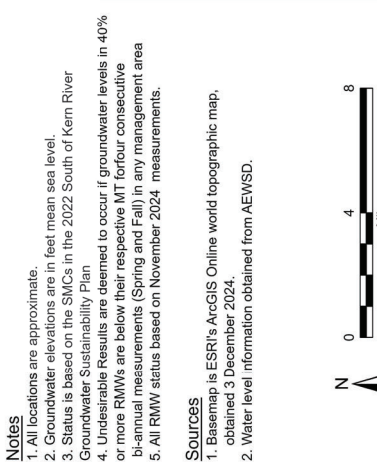 Notes
1. All locations are approximate.
2. Groundwater elevations are in feet mean sea level.
3. Status is based on the SMCs in the 2022 South of Kern River
Groundwater Sustainability Plan
4. Undesirable Results are deemed to occur if groundwater levels in 40%
or more RMWs are below their respective MT forfour consecutive
bi-annual measurements (Spring and Fall) in any management area
5. All RMW status based on November 2024 measurements.
Sources
1. Basemap is ESRI's ArcGIS Online world topographic map,
obtained 3 December 2024.
2. Water level information obtained from AEWSD.
N
0 4 8